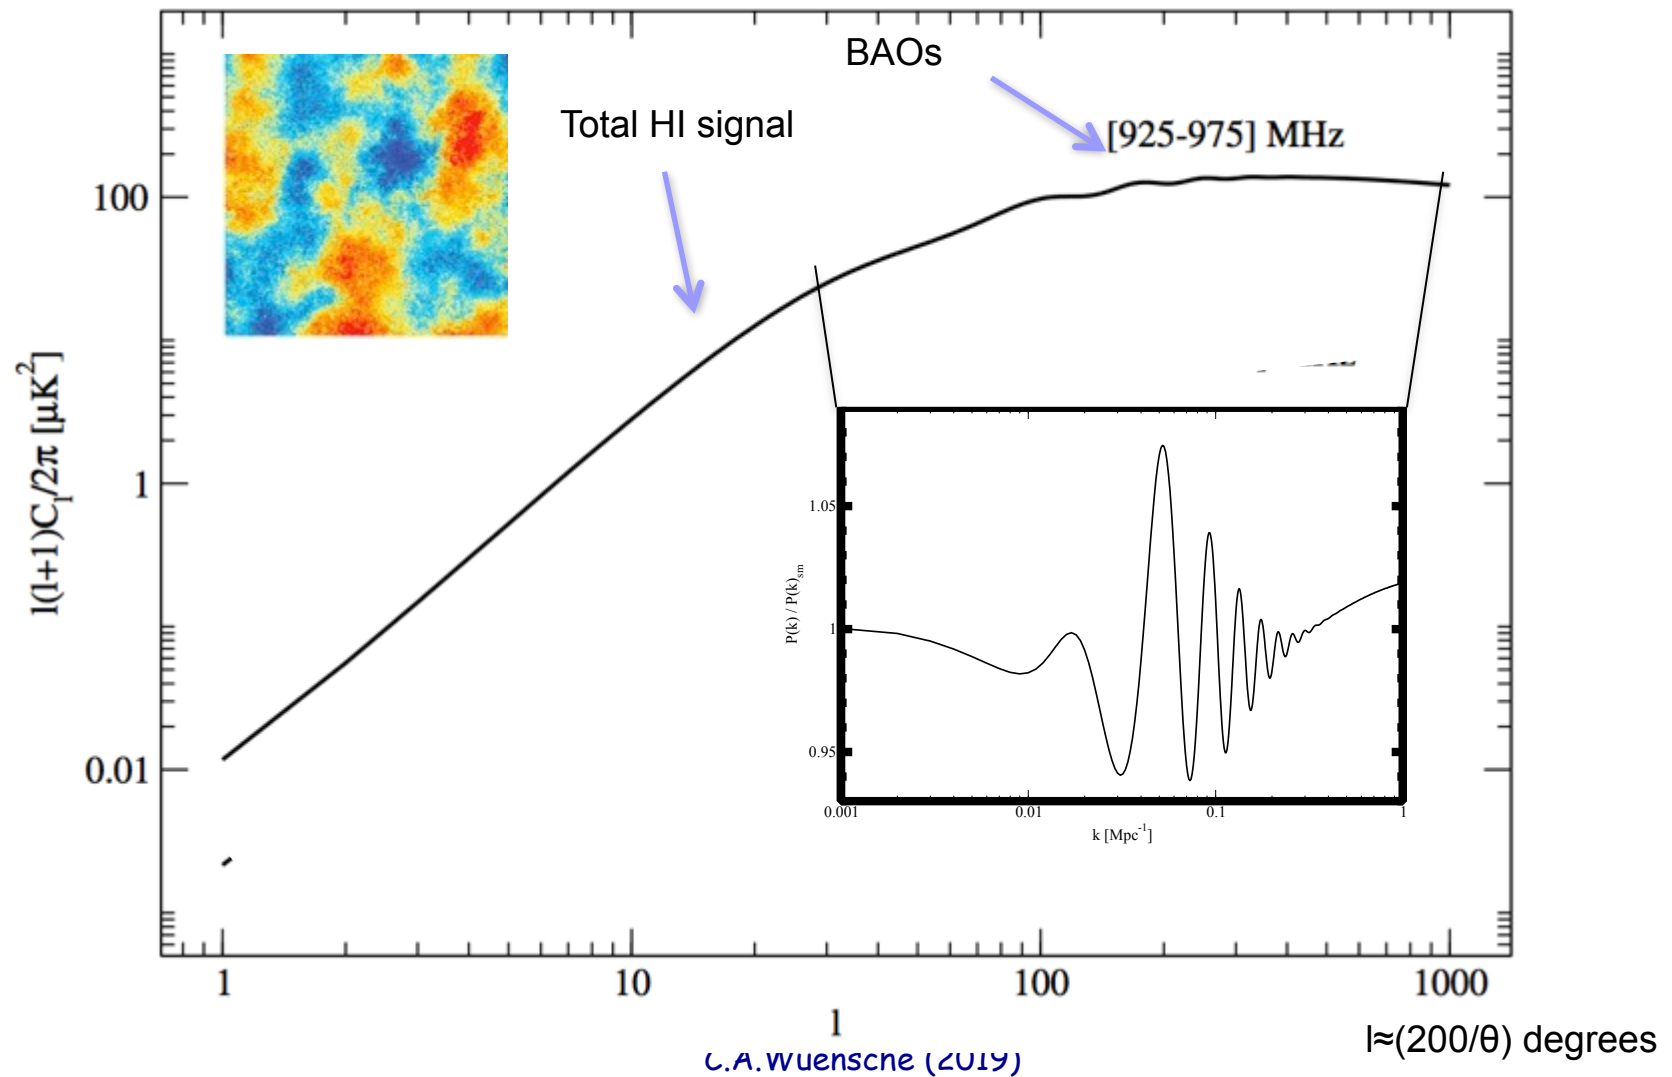 BAOs
Total HI signal
[925-975] MHz
100
1
0.01
l(l+1)C_l/2π [μK²]
1.05
1
0.95
P(k) / P(k)_sm
0.001
0.01
0.1
1
k [Mpc⁻¹]
1
10
100
1000
l
l≈(200/θ) degrees
C.A.Wuensche (2019)